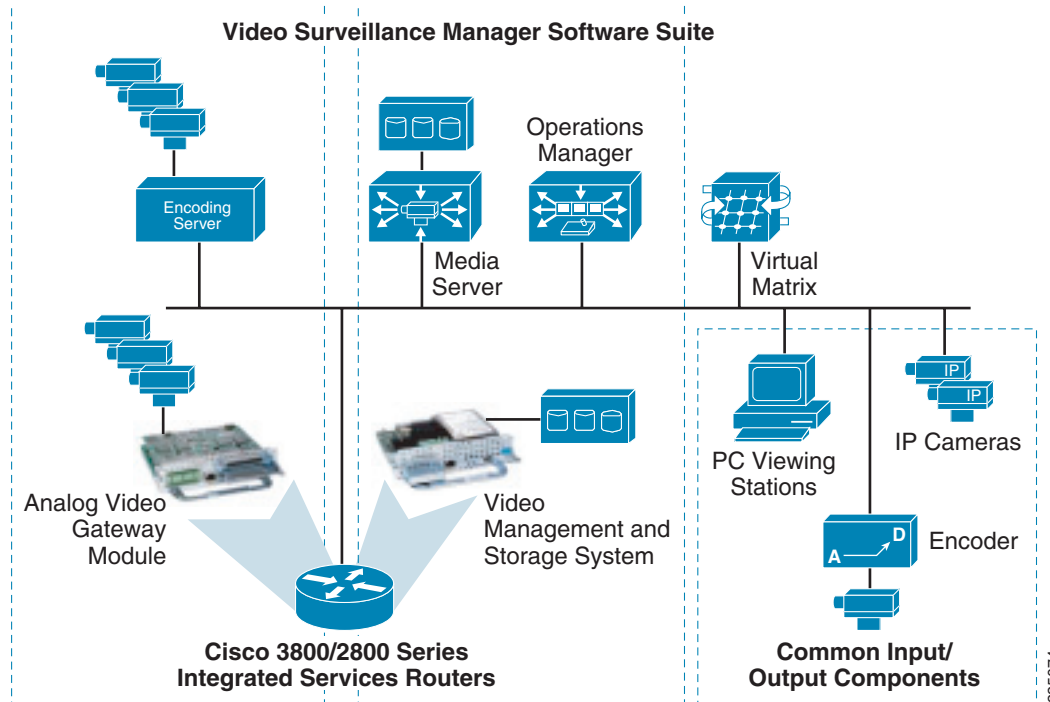 Video Surveillance Manager Software Suite
Operations
Manager
Encoding
Server
Media
Server
Virtual
Matrix
IP
IP
IP Cameras
PC Viewing
Stations
Analog Video
Gateway
Module
Video
Management and
Storage System
A
D
Encoder
Cisco 3800/2800 Series
Integrated Services Routers
Common Input/
Output Components